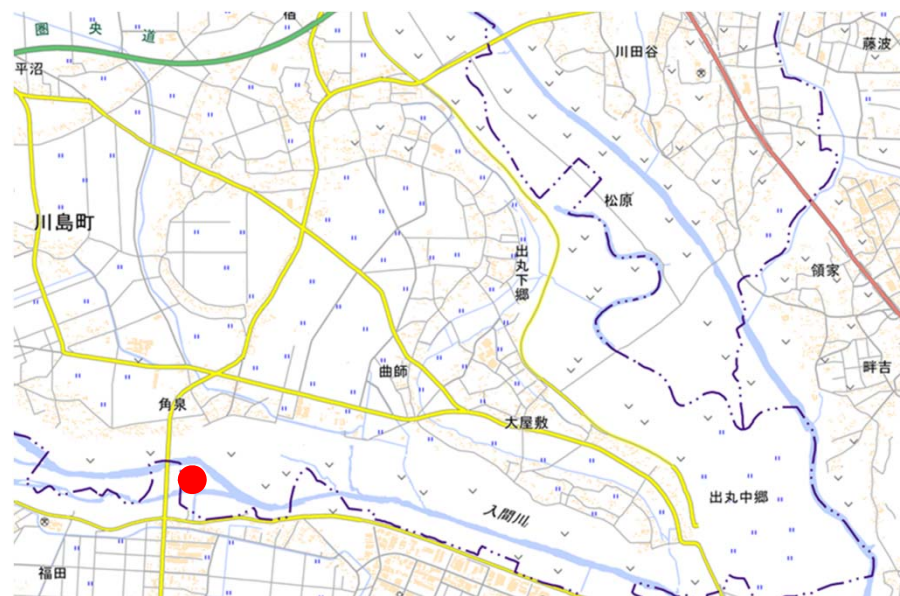 圏央道
宿
平沼
川田谷
藤波
川島町
松原
出丸下郷
領家
曲師
畔吉
角泉
大屋敷
出丸中郷
入間川
福田